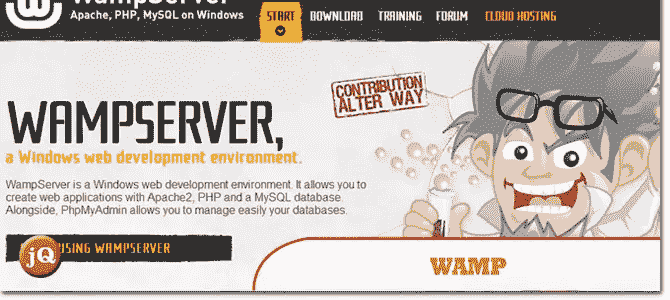 WampServer
Apache, PHP, MySQL on Windows
START
DOWNLOAD
TRAINING
FORUM
CLOUD HOSTING
CONTRIBUTION
ALTER WAY
WAMPSERVER,
a Windows web development environment.
WampServer is a Windows web development environment. It allows you to
create web applications with Apache2, PHP and a MySQL database.
Alongside, PhpMyAdmin allows you to manage easily your databases.
USING WAMPSERVER
jQ
WAMP